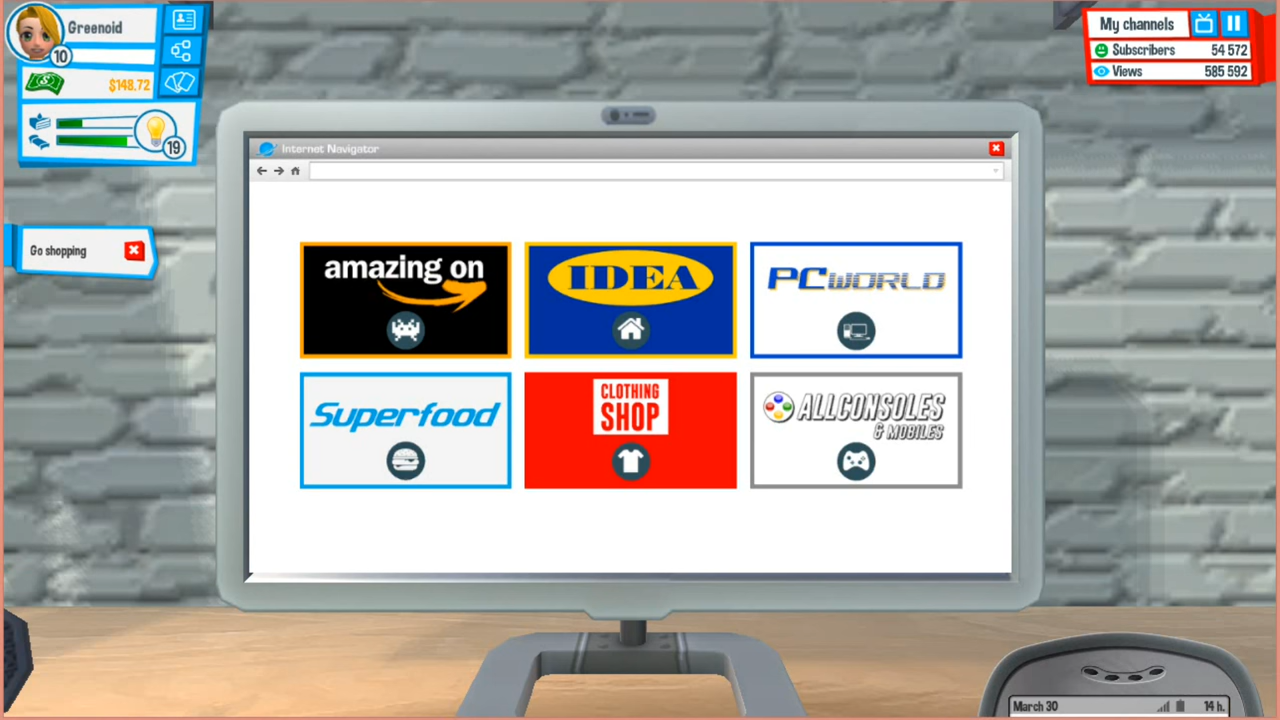 Greenoid
10
$148.72
19
Go shopping
My channels
Subscribers 54 572
Views 585 592
Internet Navigator
amazing on
IDEA
PCWORLD
Superfood
CLOTHING
SHOP
ALLCONSOLES
& MOBILES
March 30 14 h.